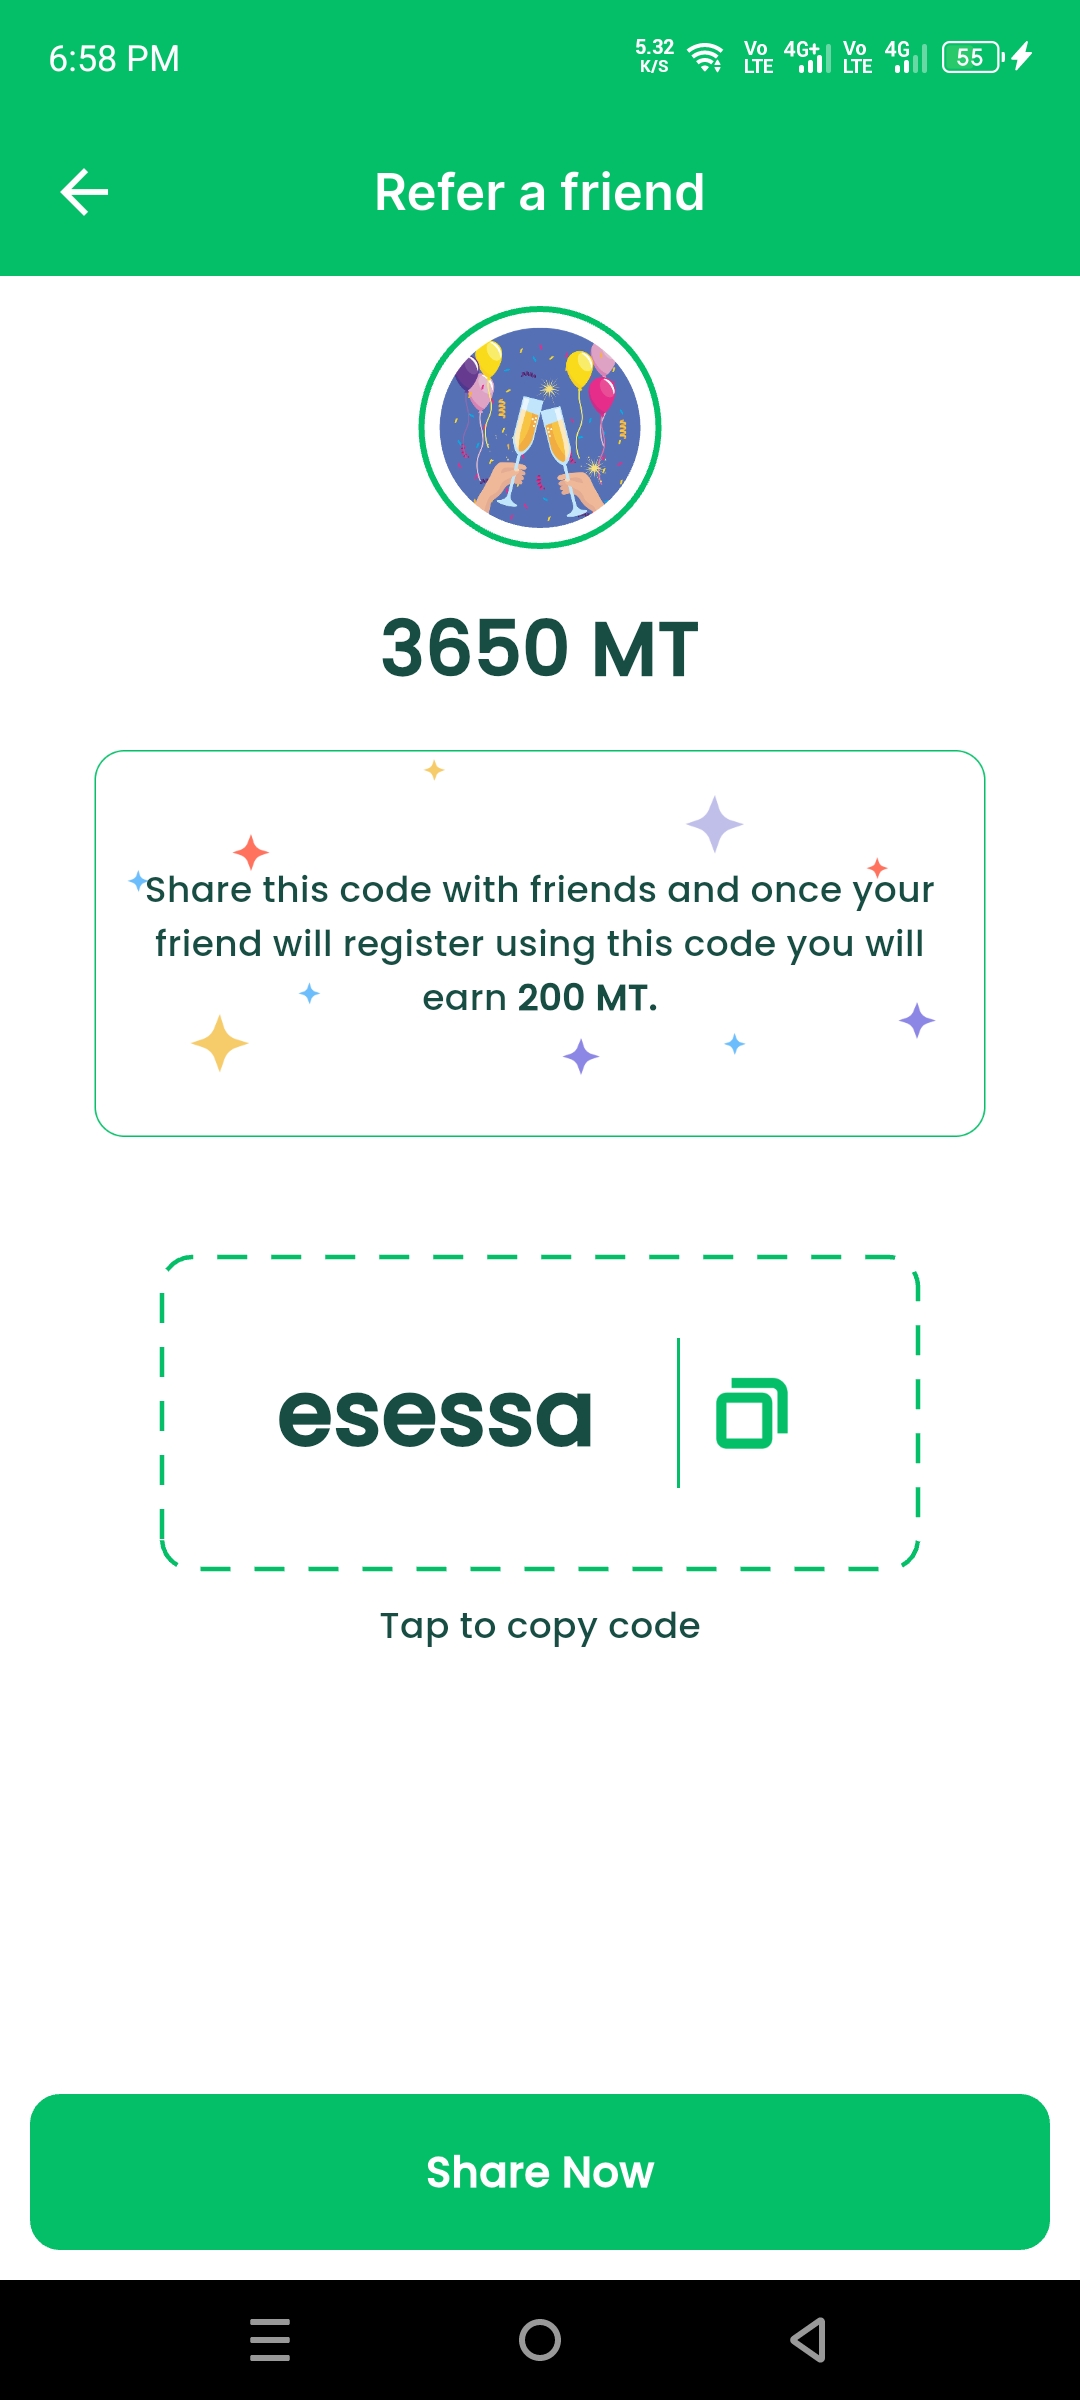 6:58 PM
5.32
K/S
Vo
LTE
4G+
Vo
LTE
4G
55
Refer a friend
3650 MT
Share this code with friends and once your
friend will register using this code you will
earn 200 MT.
esessa
Tap to copy code
Share Now